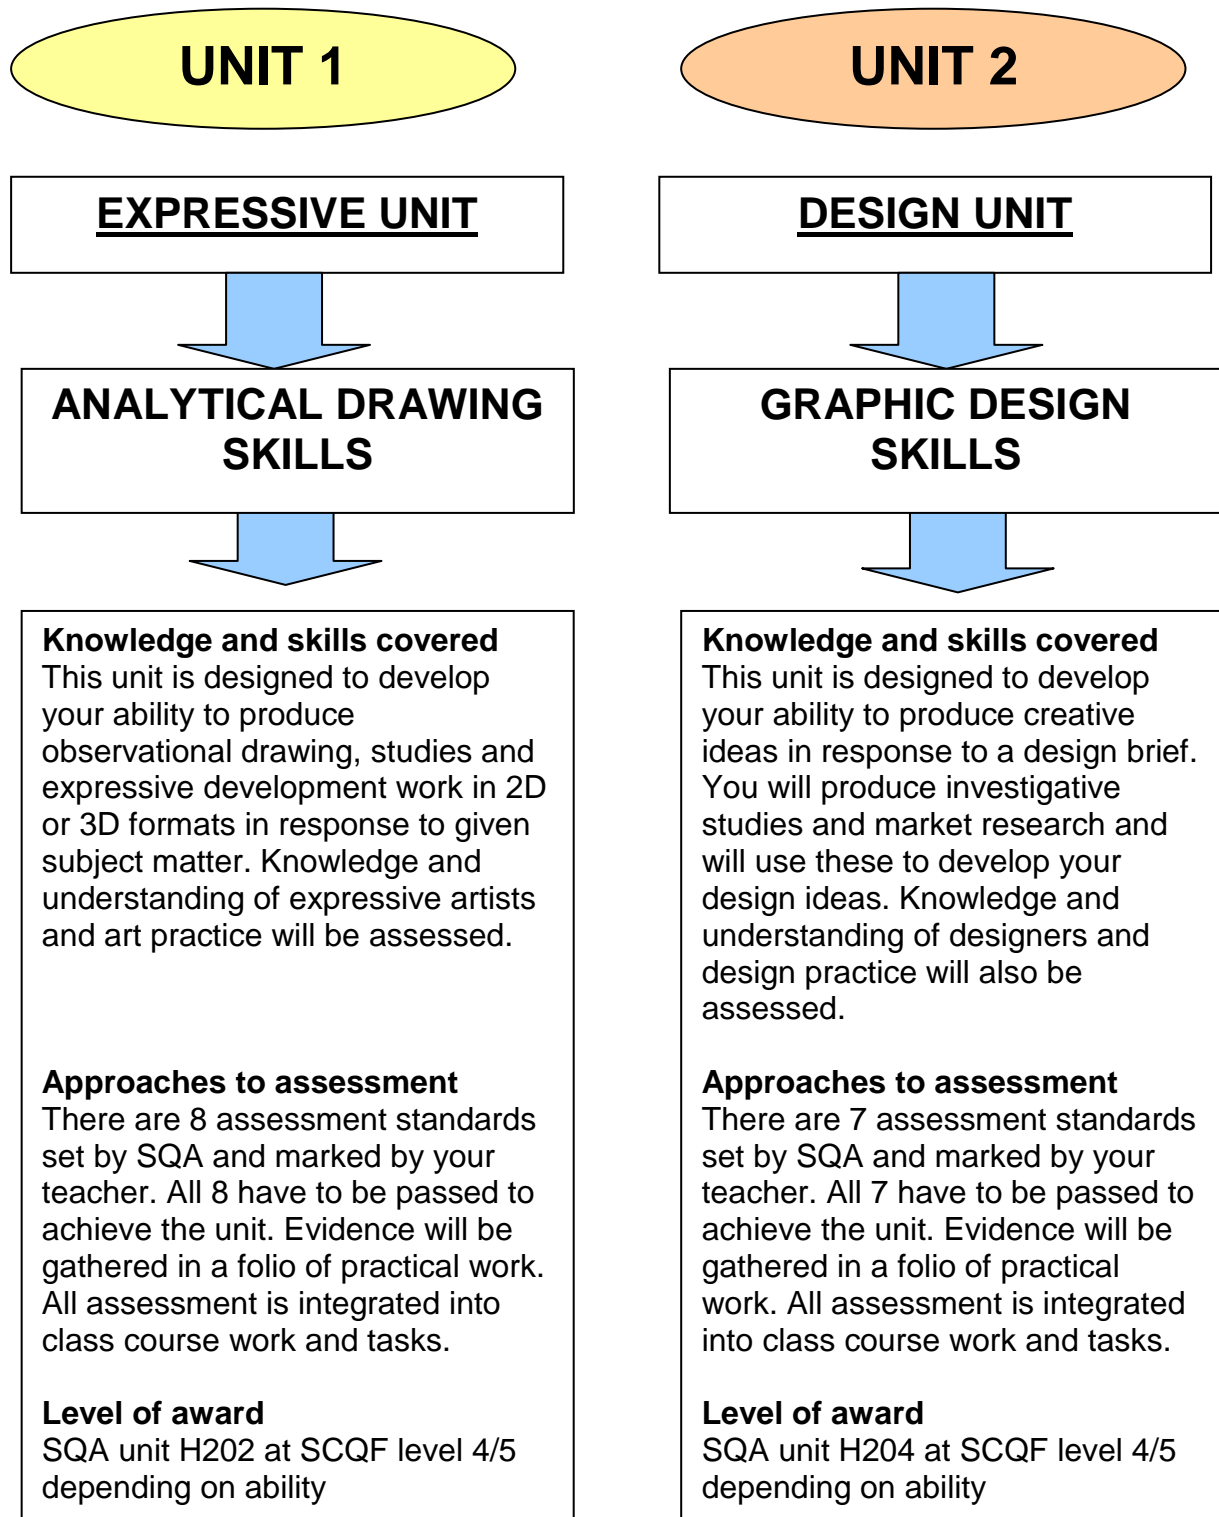 UNIT 1
EXPRESSIVE UNIT
ANALYTICAL DRAWING
SKILLS
Knowledge and skills covered
This unit is designed to develop
your ability to produce
observational drawing, studies and
expressive development work in 2D
or 3D formats in response to given
subject matter. Knowledge and
understanding of expressive artists
and art practice will be assessed.
Approaches to assessment
There are 8 assessment standards
set by SQA and marked by your
teacher. All 8 have to be passed to
achieve the unit. Evidence will be
gathered in a folio of practical work.
All assessment is integrated into
class course work and tasks.
Level of award
SQA unit H202 at SCQF level 4/5
depending on ability
UNIT 2
DESIGN UNIT
GRAPHIC DESIGN
SKILLS
Knowledge and skills covered
This unit is designed to develop
your ability to produce creative
ideas in response to a design brief.
You will produce investigative
studies and market research and
will use these to develop your
design ideas. Knowledge and
understanding of designers and
design practice will also be
assessed.
Approaches to assessment
There are 7 assessment standards
set by SQA and marked by your
teacher. All 7 have to be passed to
achieve the unit. Evidence will be
gathered in a folio of practical
work. All assessment is integrated
into class course work and tasks.
Level of award
SQA unit H204 at SCQF level 4/5
depending on ability